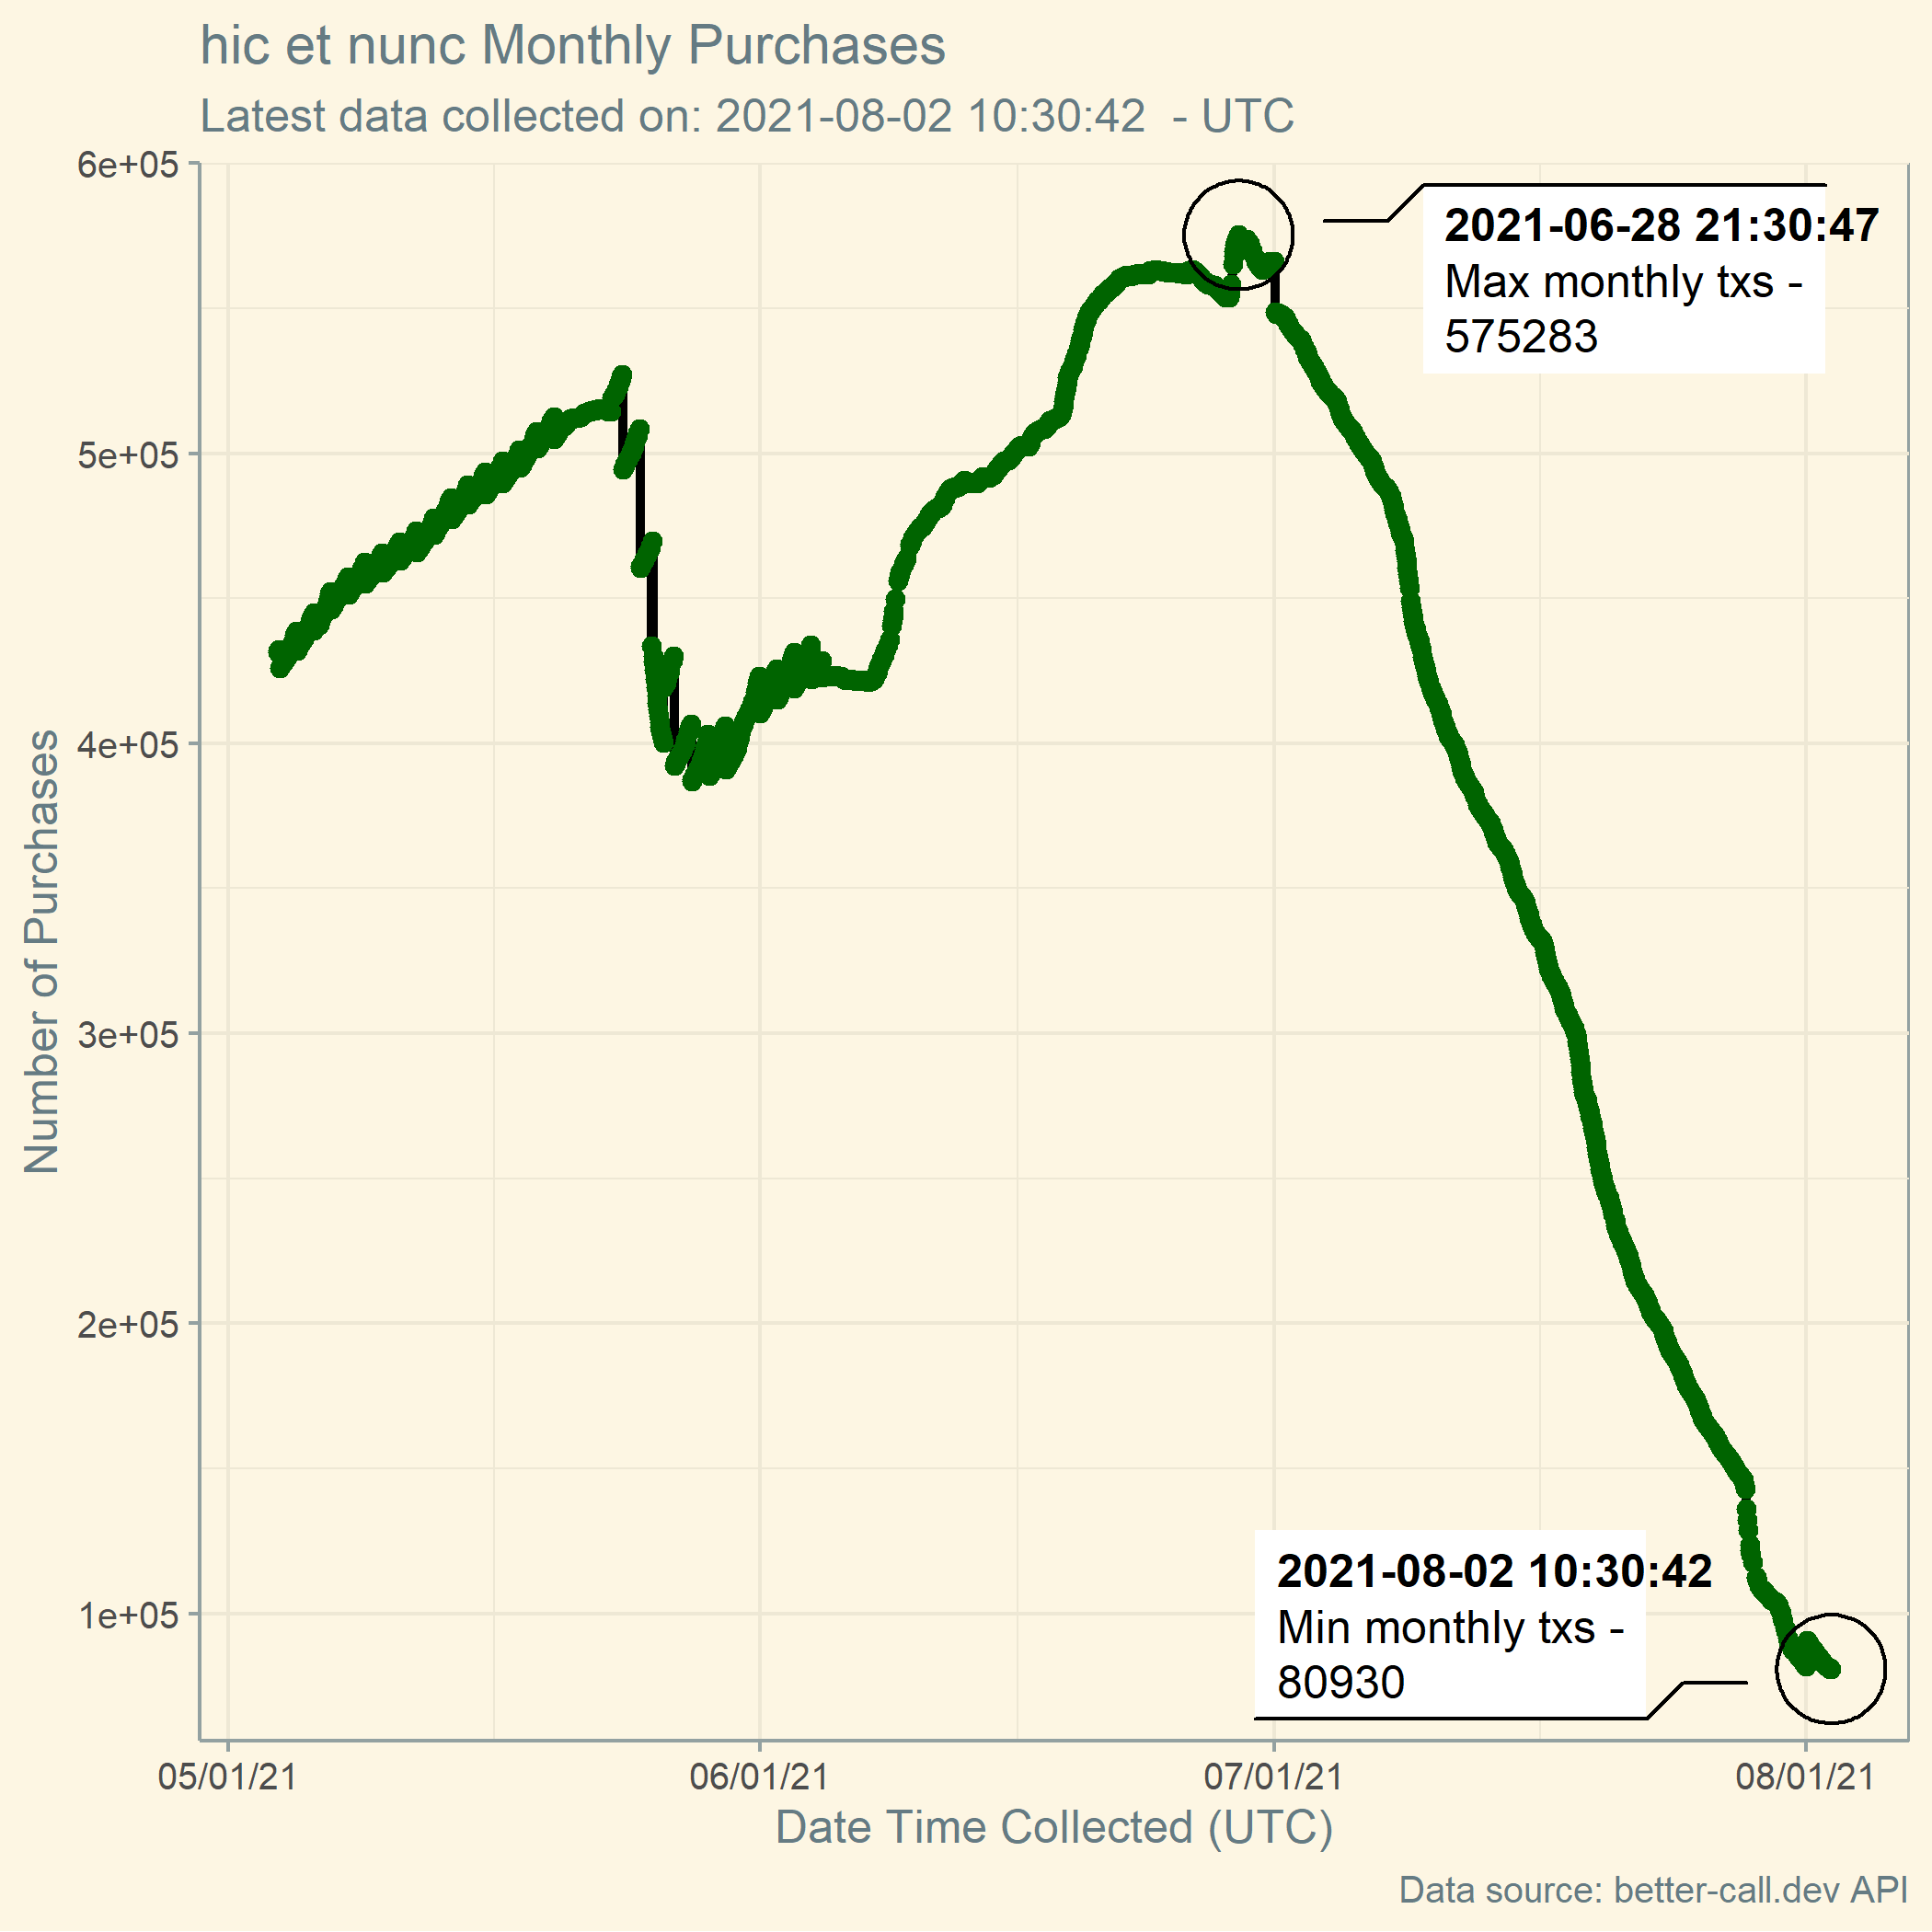 hic et nunc Monthly Purchases
Latest data collected on: 2021-08-02 10:30:42  - UTC
6e+05
5e+05
4e+05
3e+05
2e+05
1e+05
Number of Purchases
2021-06-28 21:30:47
Max monthly txs -
575283
2021-08-02 10:30:42
Min monthly txs -
80930
05/01/21
06/01/21
07/01/21
08/01/21
Date Time Collected (UTC)
Data source: better-call.dev API